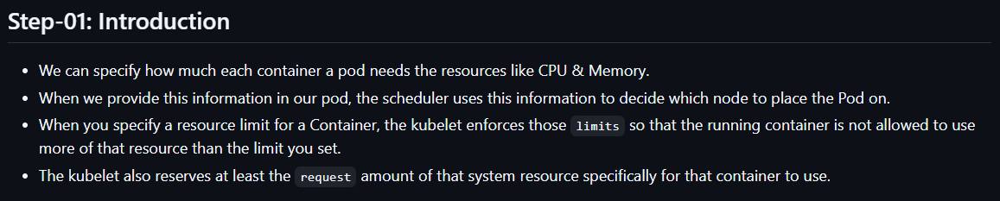 Step-01: Introduction
• We can specify how much each container a pod needs the resources like CPU & Memory.
• When we provide this information in our pod, the scheduler uses this information to decide which node to place the Pod on.
• When you specify a resource limit for a Container, the kubelet enforces those limits so that the running container is not allowed to use
more of that resource than the limit you set.
• The kubelet also reserves at least the request amount of that system resource specifically for that container to use.